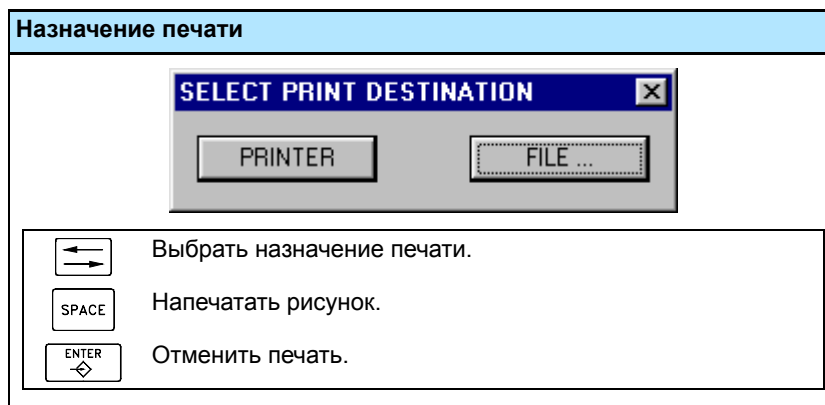 Назначение печати
SELECT PRINT DESTINATION
PRINTER
FILE ...
Выбрать назначение печати.
SPACE Напечатать рисунок.
ENTER Отменить печать.